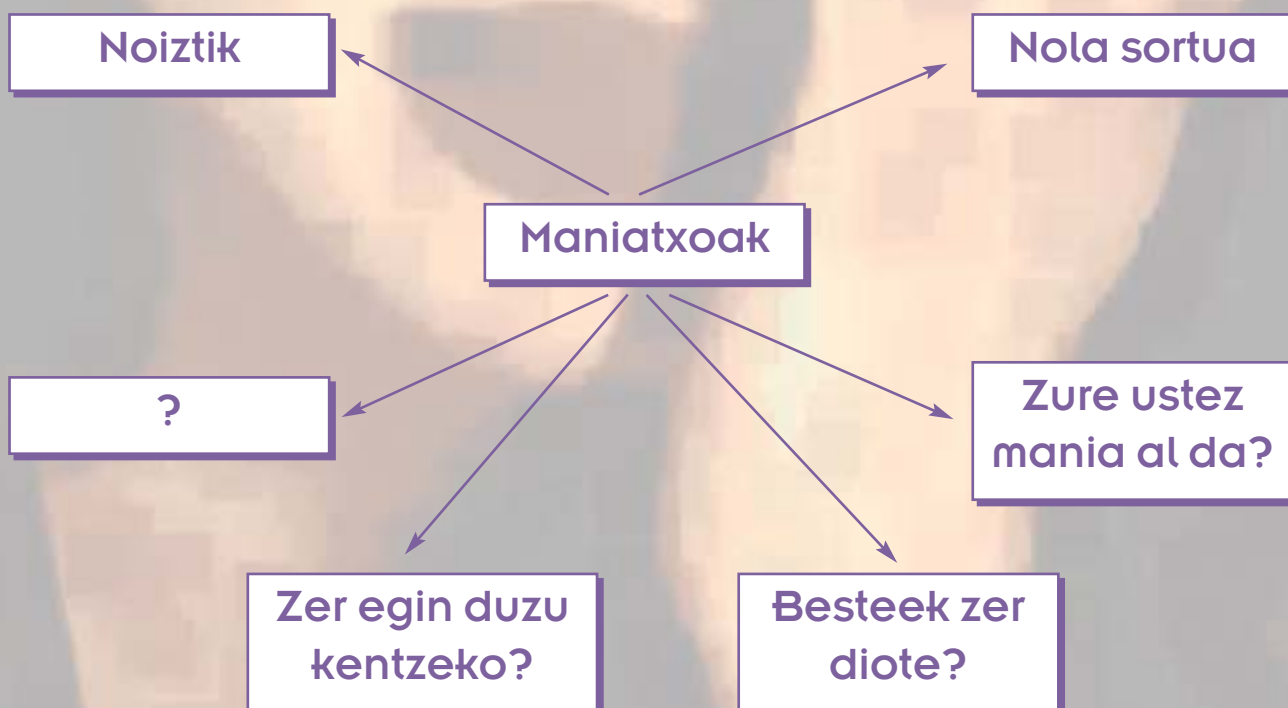 Noiztik
Nola sortua
Maniatxoak
?
Zure ustez
mania al da?
Zer egin duzu
kentzeko?
Besteek zer
diote?